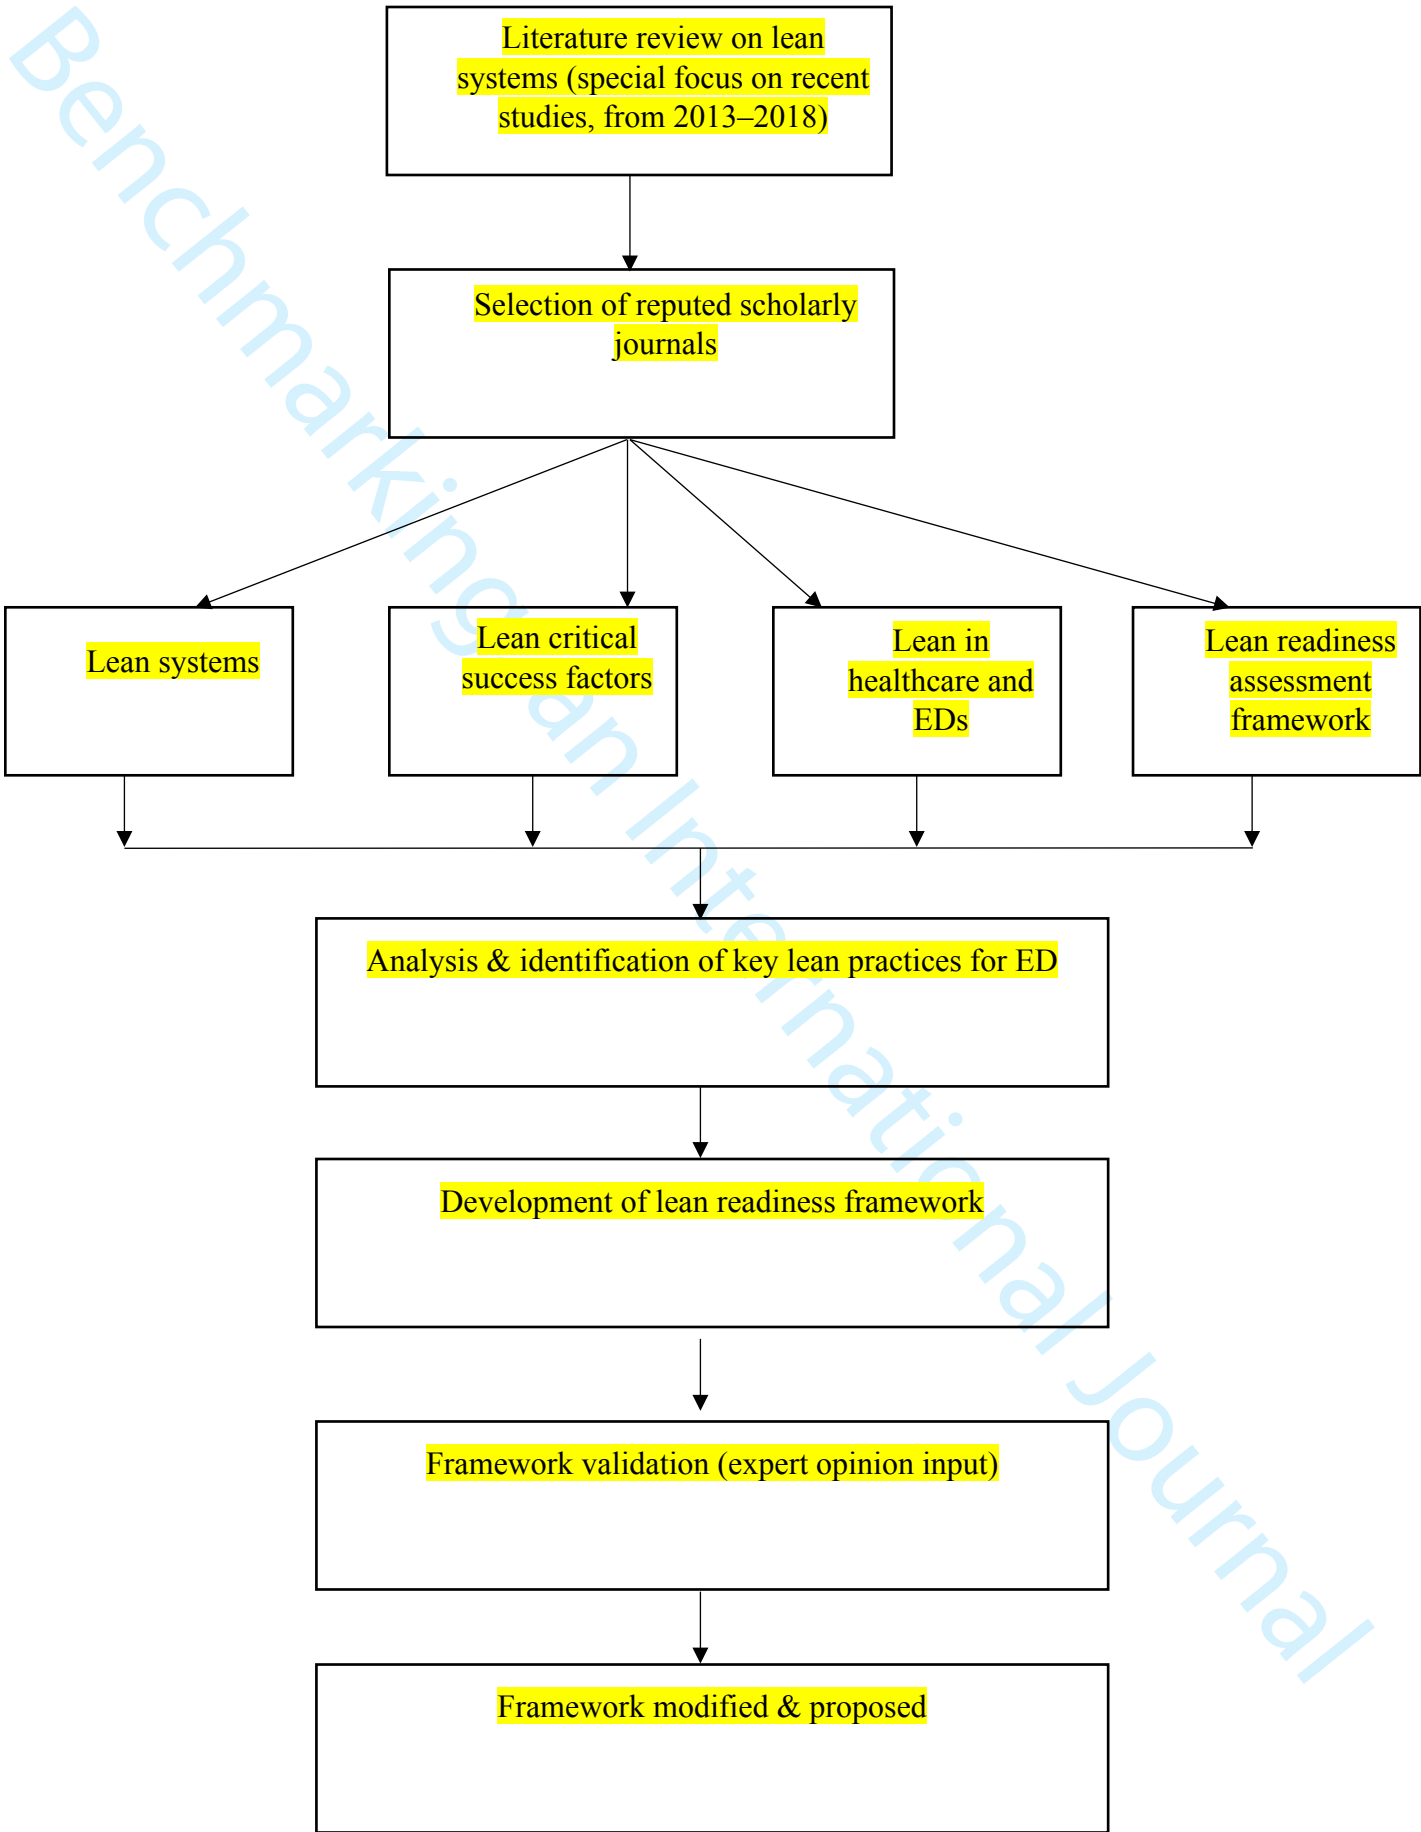 Benchmarking an International Journal
Literature review on lean
systems (special focus on recent
studies, from 2013–2018)
Selection of reputed scholarly
journals
Lean systems
Lean critical
success factors
Lean in
healthcare and
EDs
Lean readiness
assessment
framework
Analysis & identification of key lean practices for ED
Development of lean readiness framework
Framework validation (expert opinion input)
Framework modified & proposed